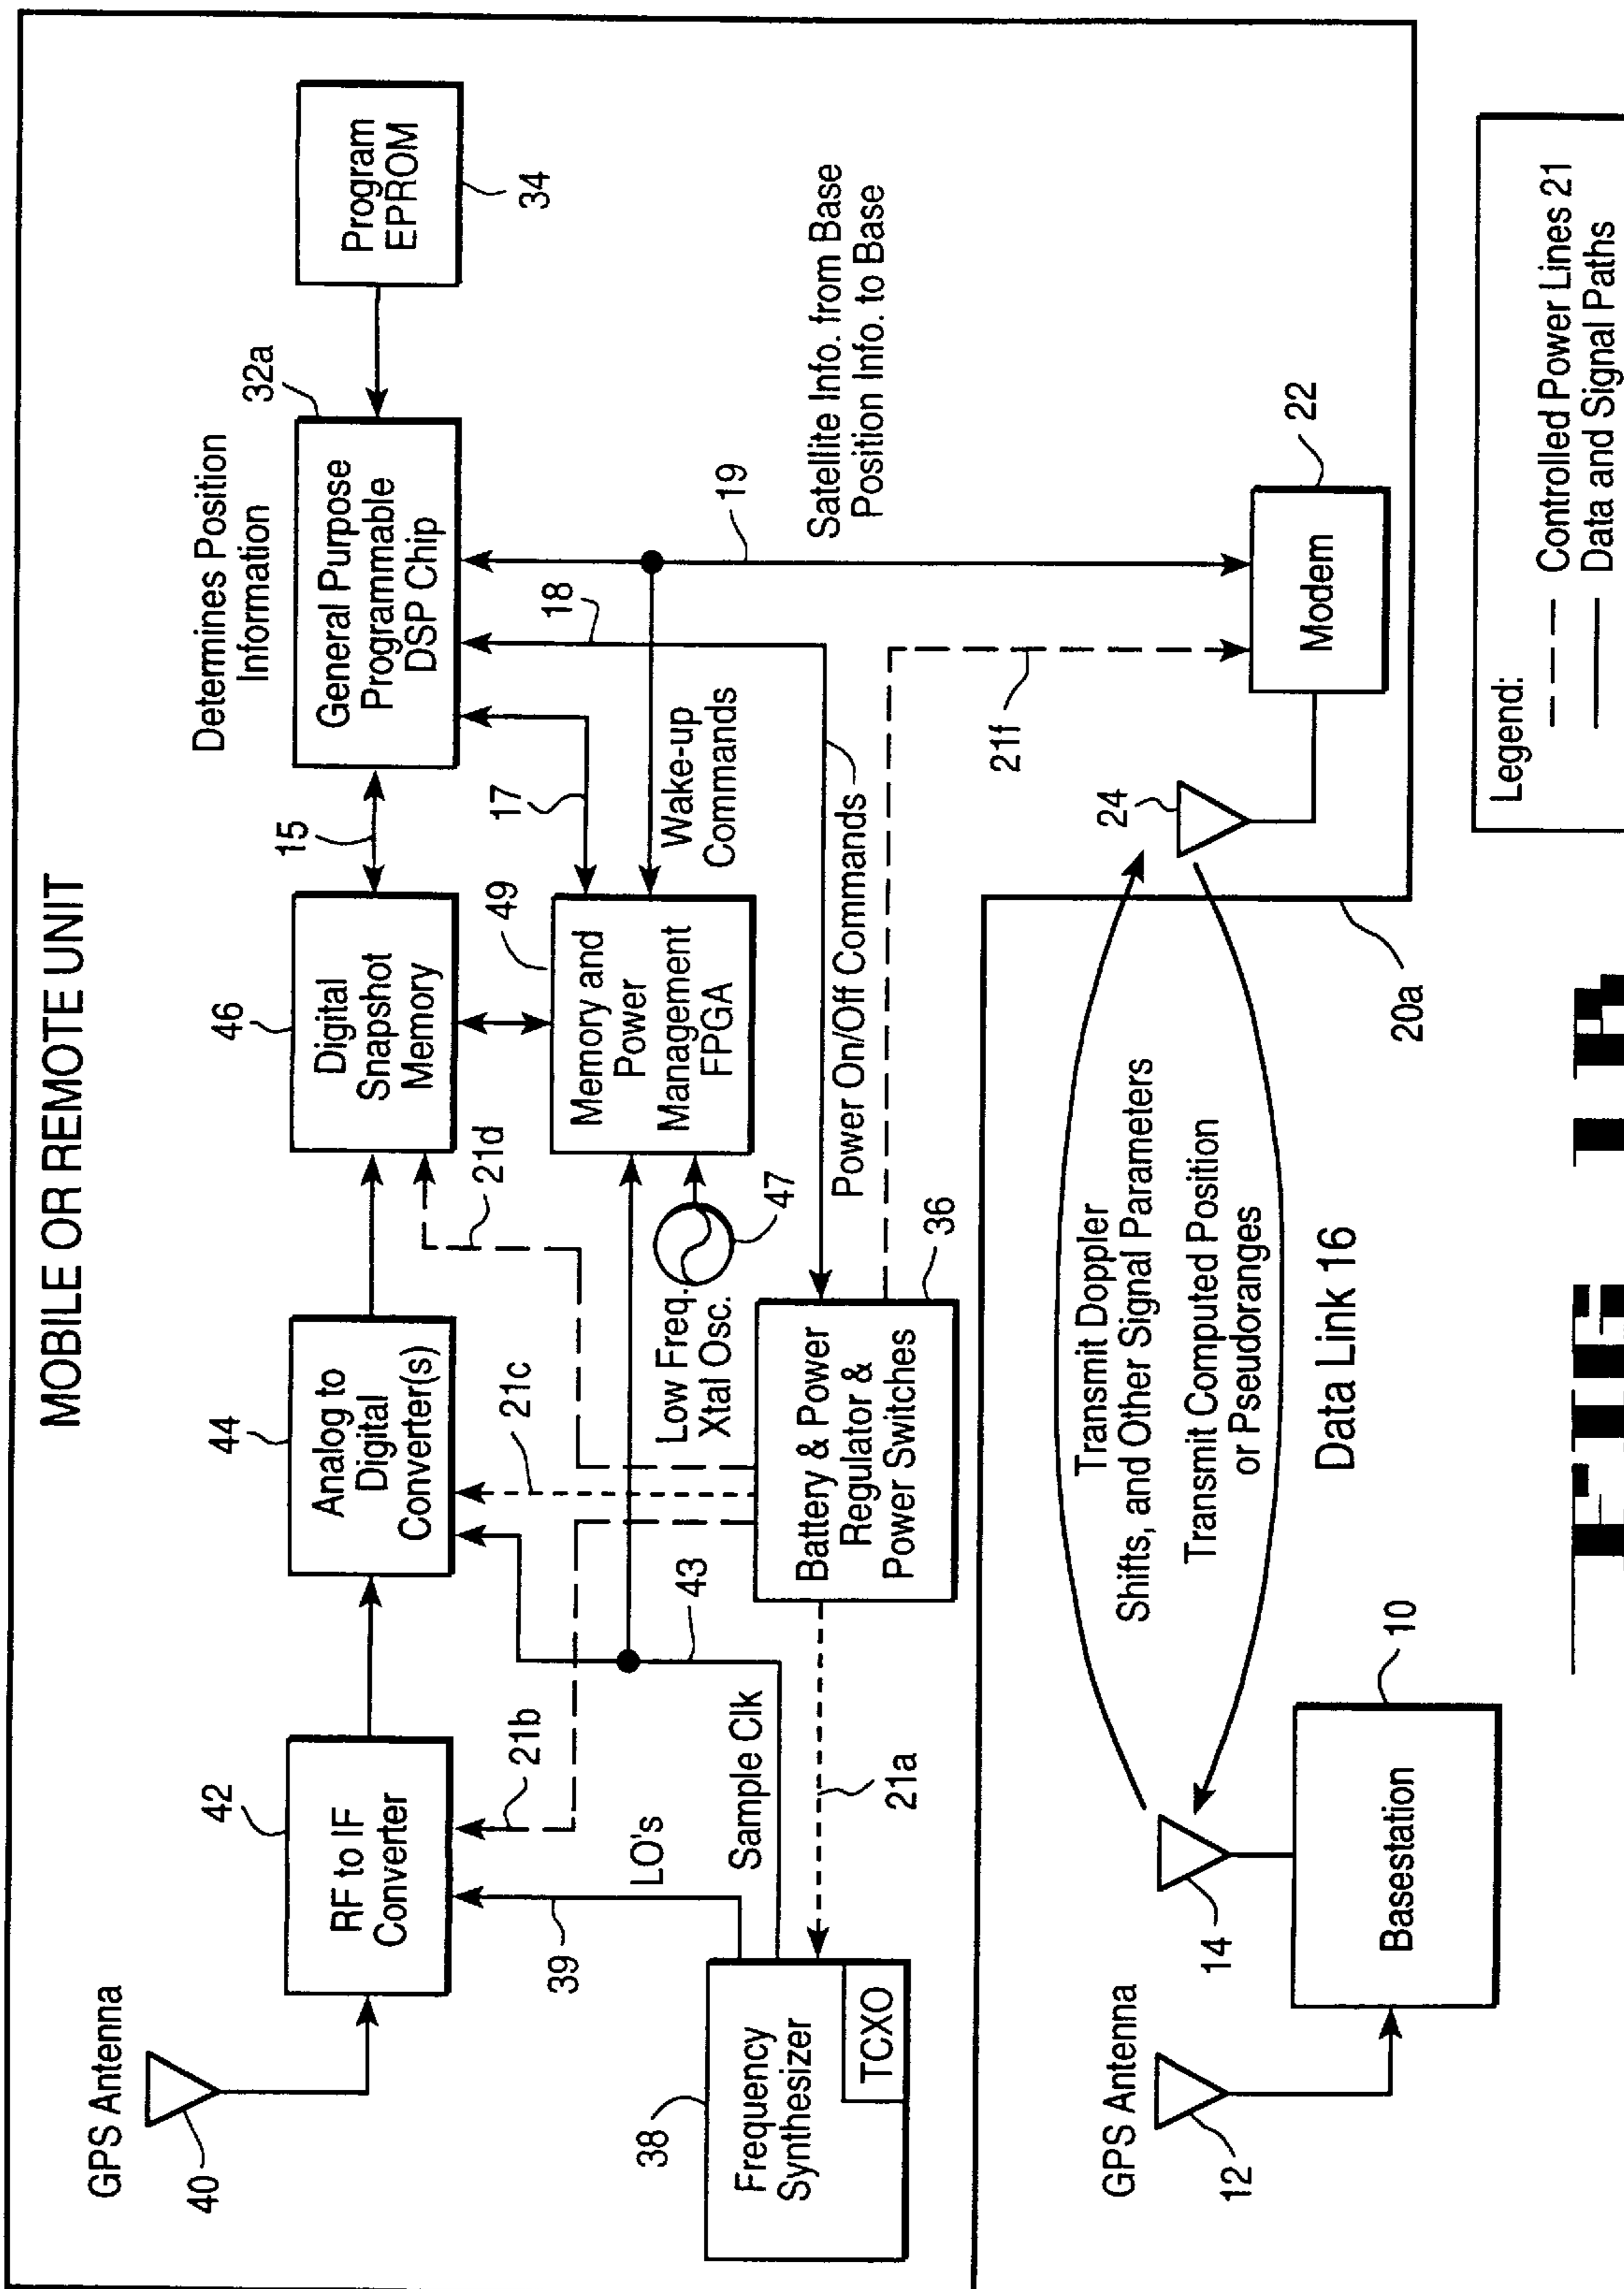 MOBILE OR REMOTE UNIT
GPS Antenna
40
42
RF to IF
Converter
44
Analog to
Digital
Converter(s)
46
Digital
Snapshot
Memory
15
Determines Position
Information
32a
General Purpose
Programmable
DSP Chip
Program
EPROM
34
39
LO's
21b
21c
21d
49
Memory and
Power
Management
FPGA
17
18
19
Wake-up
Commands
Satellite Info. from Base
Position Info. to Base
38
Frequency
Synthesizer
TCXO
Sample Clk
43
Low Freq.
Xtal Osc.
47
21a
Battery & Power
Regulator &
Power Switches
36
Power On/Off Commands
21f
Modem
22
24
20a
GPS Antenna
12
14
Basestation
10
Transmit Doppler
Shifts, and Other Signal Parameters
Transmit Computed Position
or Pseudoranges
Data Link 16
Legend:
Controlled Power Lines 21
Data and Signal Paths